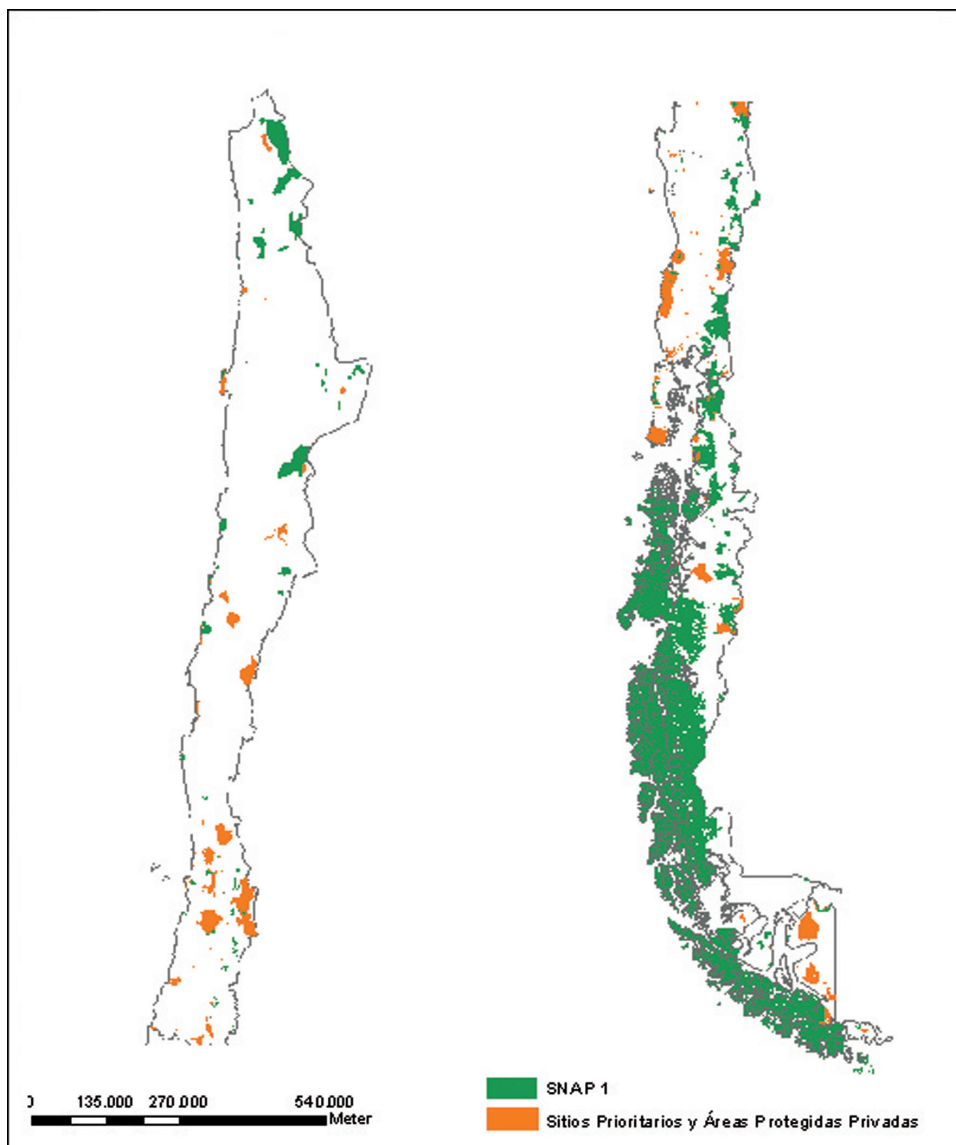 0 135.000 270.000 540.000
Meter
SNAP 1
Sitios Prioritarios y Áreas Protegidas Privadas